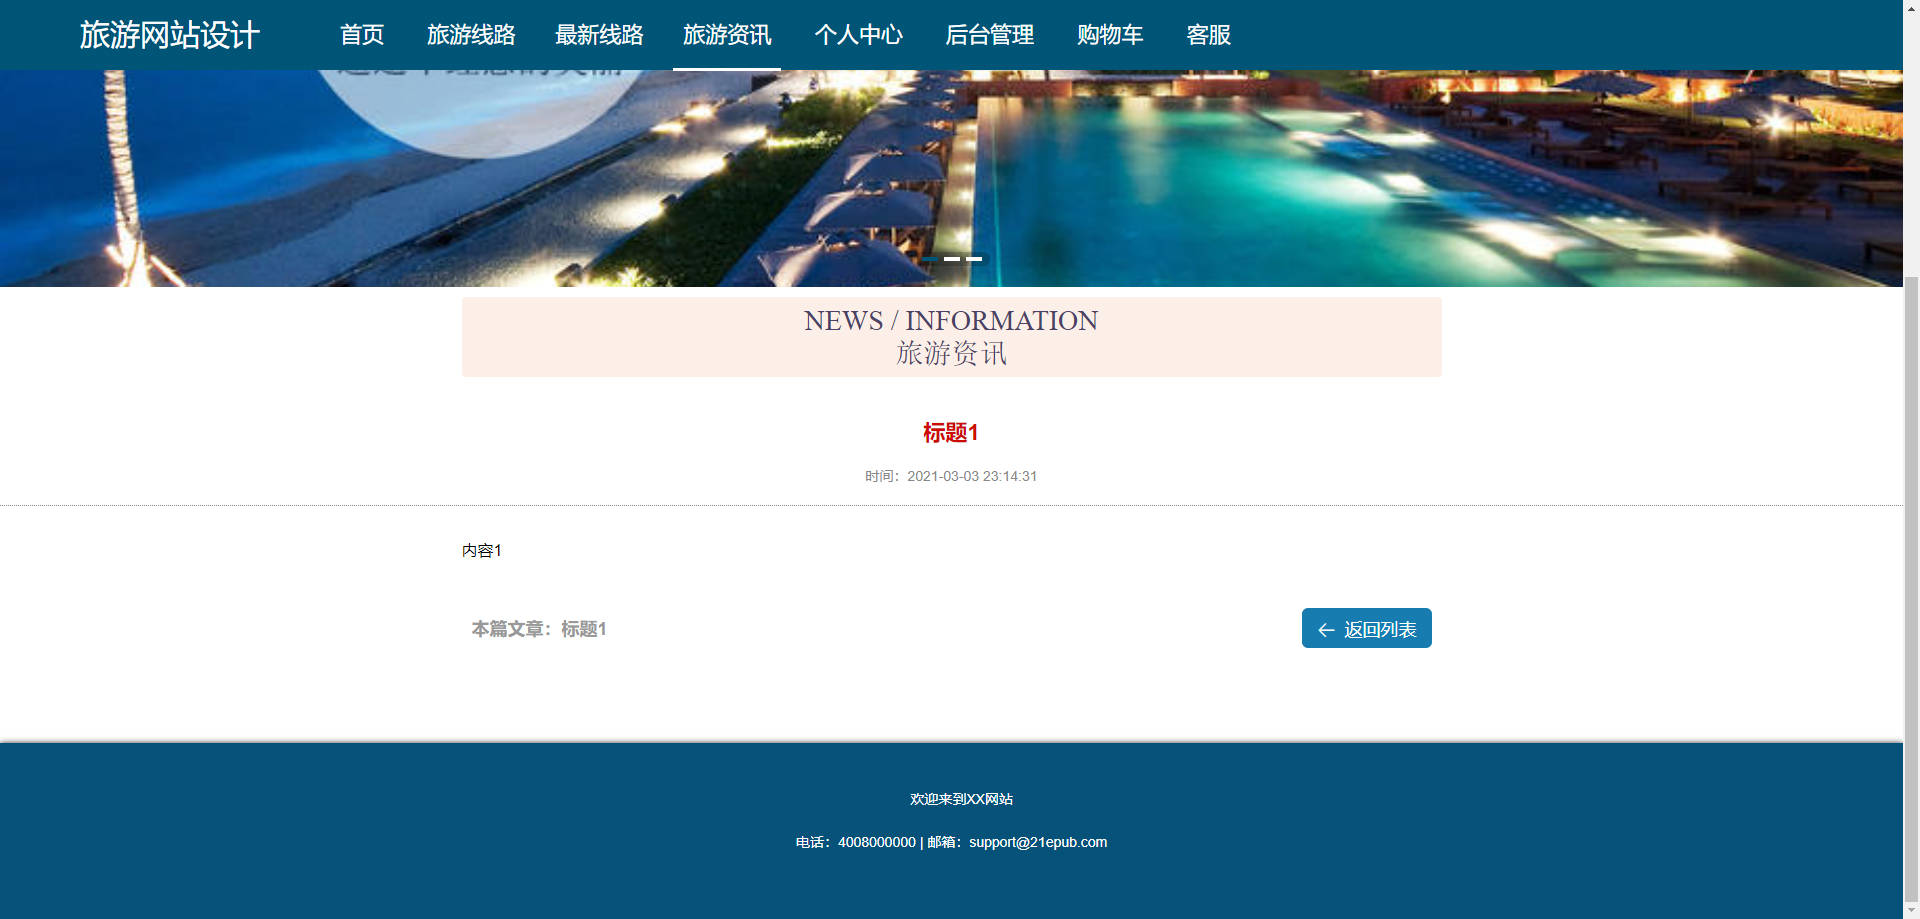 旅游网站设计 首页 旅游线路 最新线路 旅游资讯 个人中心 后台管理 购物车 客服
NEWS / INFORMATION
旅游资讯
标题1
时间：2021-03-03 23:14:31
内容1
本篇文章：标题1
← 返回列表
欢迎来到XX网站
电话：4008000000 | 邮箱：support@21epub.com